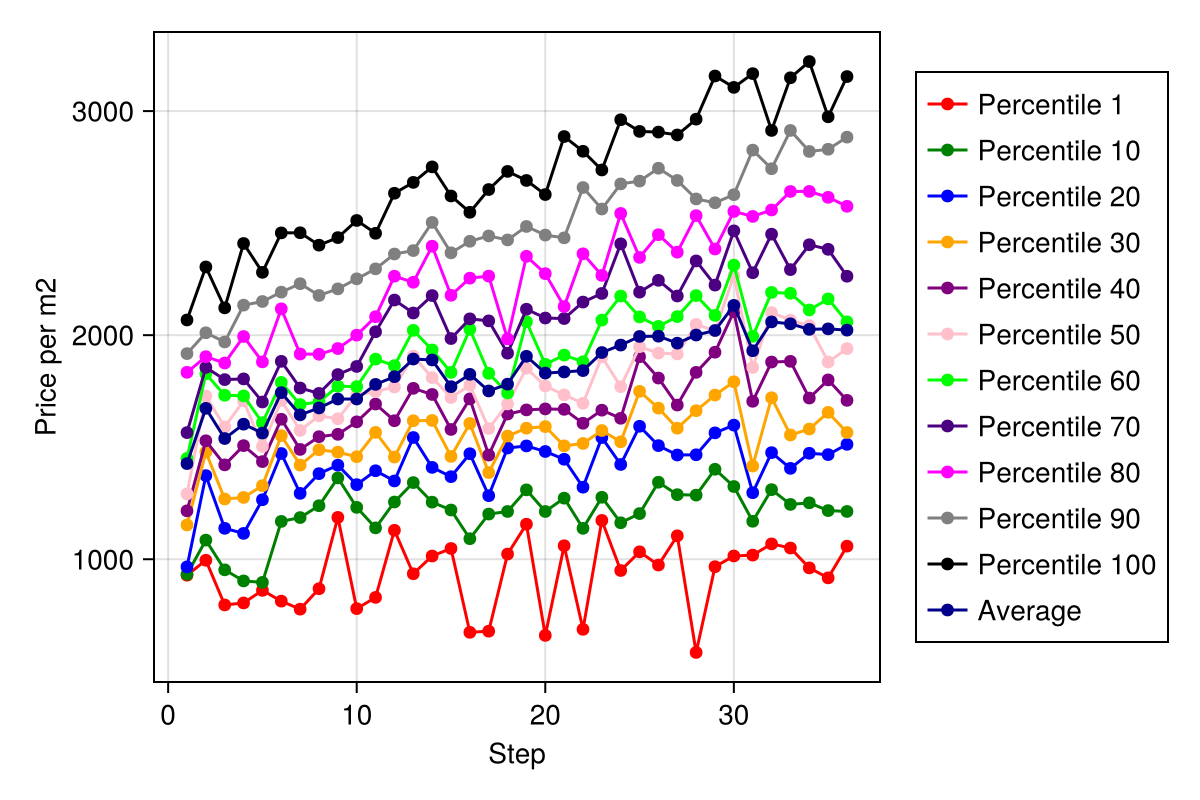 3000
2000
1000
Price per m2
0 10 20 30
Step
Percentile 1
Percentile 10
Percentile 20
Percentile 30
Percentile 40
Percentile 50
Percentile 60
Percentile 70
Percentile 80
Percentile 90
Percentile 100
Average